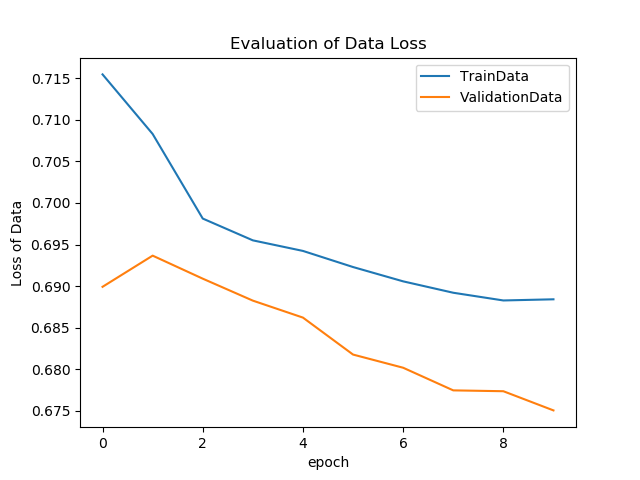 Evaluation of Data Loss
TrainData
ValidationData
0.715
0.710
0.705
0.700
0.695
0.690
0.685
0.680
0.675
Loss of Data
0 2 4 6 8
epoch